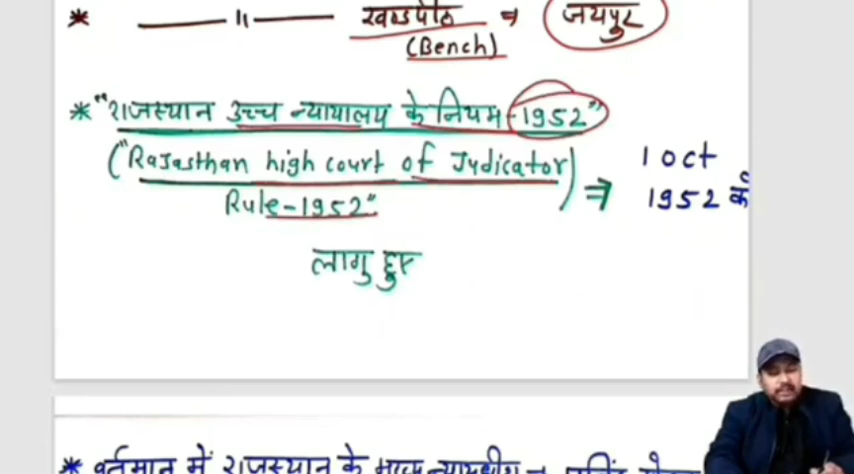 * —— " —— खण्डपीठ ⇒ जयपुर
(Bench)
* "राजस्थान उच्च न्यायालय के नियम-1952"
("Rajasthan high court of Judicator) ⇒ 1 oct
Rule-1952" 1952 को
लागु हुए
* वर्तमान में राजस्थान के मुख्य न्यायधीश ⇒